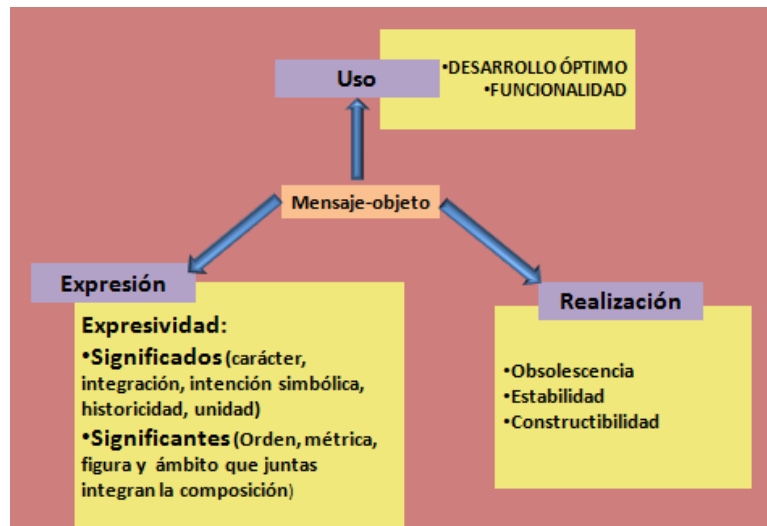 Uso
•DESARROLLO ÓPTIMO
•FUNCIONALIDAD
Mensaje-objeto
Expresión
Expresividad:
•Significados (carácter,
integración, intención simbólica,
historicidad, unidad)
•Significantes (Orden, métrica,
figura y ámbito que juntas
integran la composición)
Realización
•Obsolescencia
•Estabilidad
•Constructibilidad